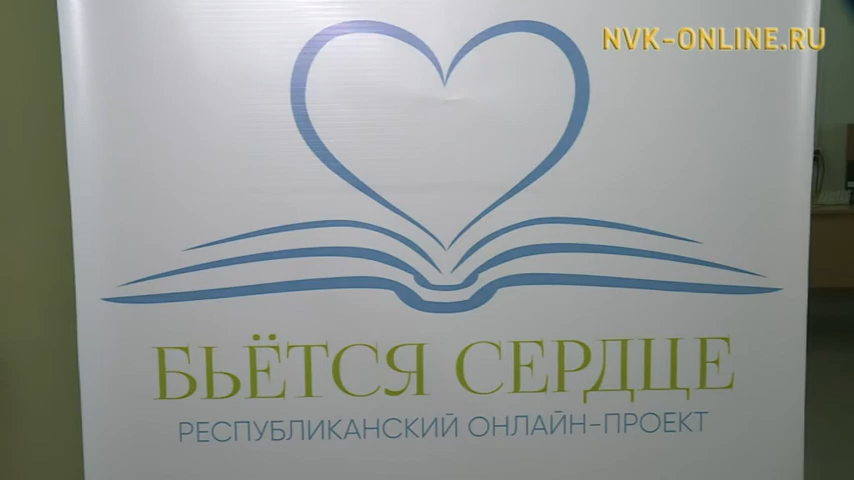 NVK-ONLINE.RU
БЬЁТСЯ СЕРДЦЕ
РЕСПУБЛИКАНСКИЙ ОНЛАЙН-ПРОЕКТ